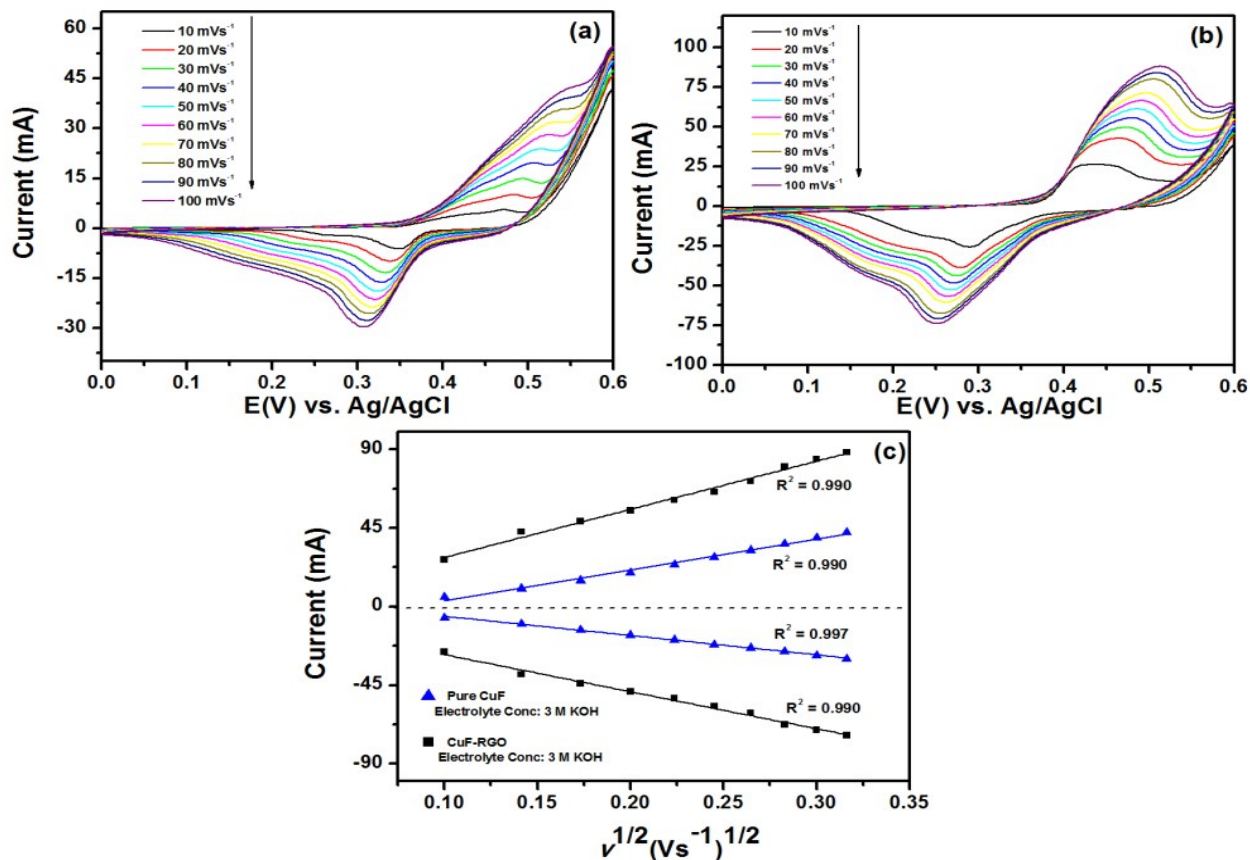 (a)
10 mVs⁻¹
20 mVs⁻¹
30 mVs⁻¹
40 mVs⁻¹
50 mVs⁻¹
60 mVs⁻¹
70 mVs⁻¹
80 mVs⁻¹
90 mVs⁻¹
100 mVs⁻¹
60
45
30
15
0
-15
-30
Current (mA)
0.0 0.1 0.2 0.3 0.4 0.5 0.6
E(V) vs. Ag/AgCl
(b)
10 mVs⁻¹
20 mVs⁻¹
30 mVs⁻¹
40 mVs⁻¹
50 mVs⁻¹
60 mVs⁻¹
70 mVs⁻¹
80 mVs⁻¹
90 mVs⁻¹
100 mVs⁻¹
100
75
50
25
0
-25
-50
-75
-100
Current (mA)
0.0 0.1 0.2 0.3 0.4 0.5 0.6
E(V) vs. Ag/AgCl
(c)
90
45
0
-45
-90
Current (mA)
R² = 0.990
R² = 0.990
R² = 0.997
R² = 0.990
Pure CuF
Electrolyte Conc: 3 M KOH
CuF-RGO
Electrolyte Conc: 3 M KOH
0.10 0.15 0.20 0.25 0.30 0.35
ν^1/2(Vs⁻¹)^1/2